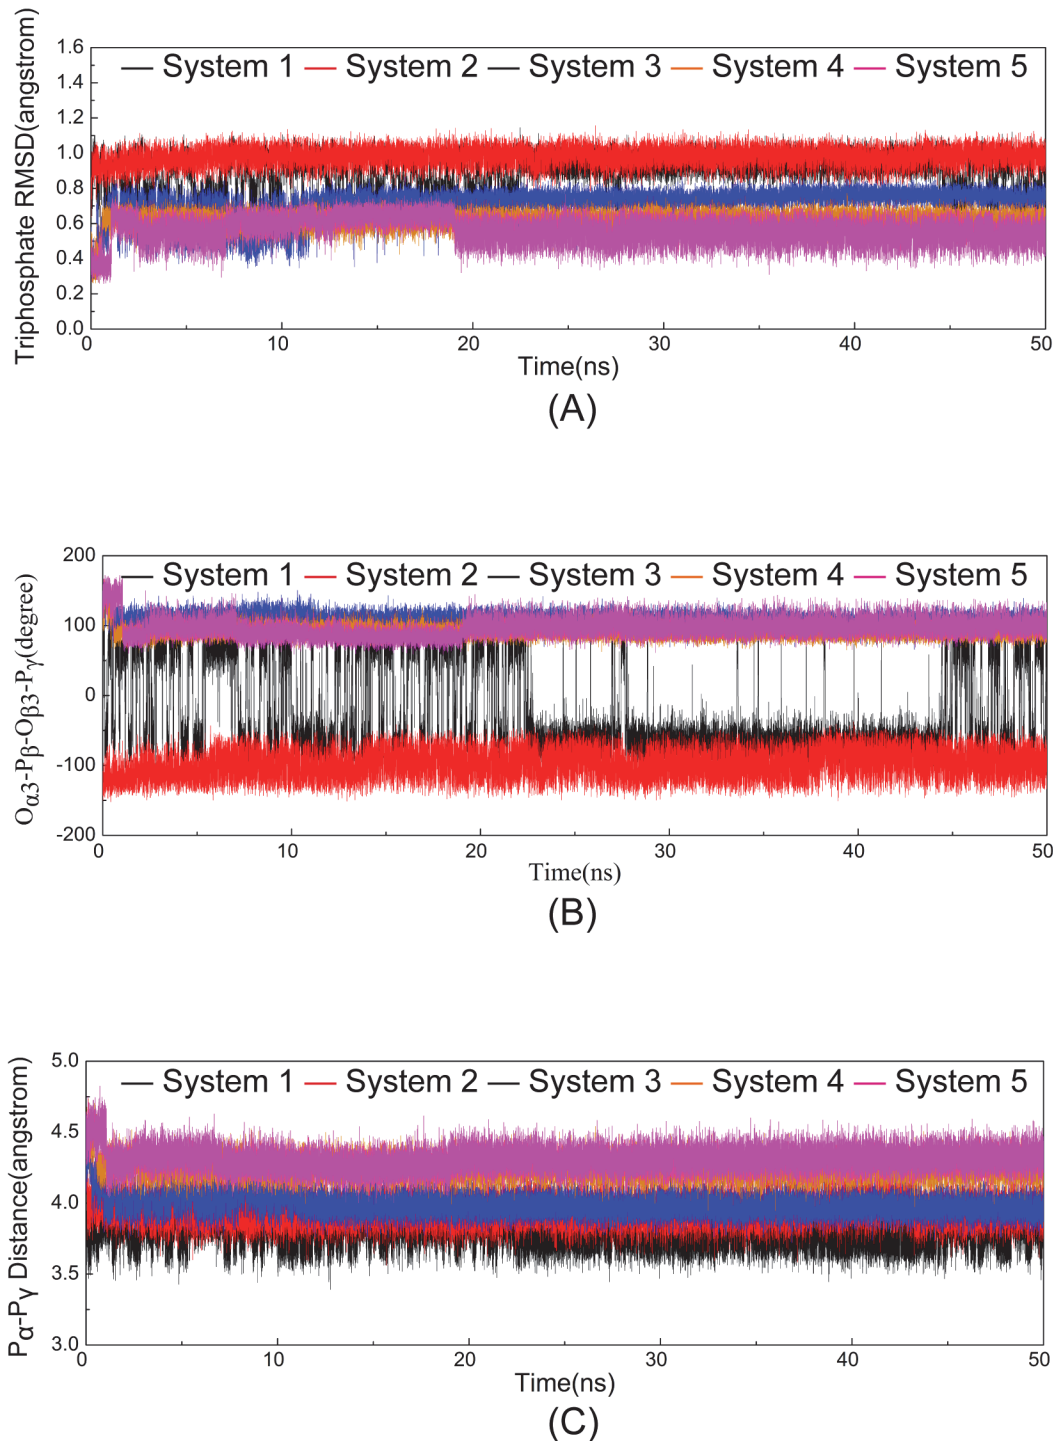 Triphosphate RMSD(angstrom)
1.6
1.4
1.2
1.0
0.8
0.6
0.4
0.2
0.0
System 1 System 2 System 3 System 4 System 5
0 10 20 30 40 50
Time(ns)
(A)
Oα3-Pβ-Oβ3-Pγ(degree)
200
100
0
-100
-200
System 1 System 2 System 3 System 4 System 5
0 10 20 30 40 50
Time(ns)
(B)
Pα-Pγ Distance(angstrom)
5.0
4.5
4.0
3.5
3.0
System 1 System 2 System 3 System 4 System 5
0 10 20 30 40 50
Time(ns)
(C)